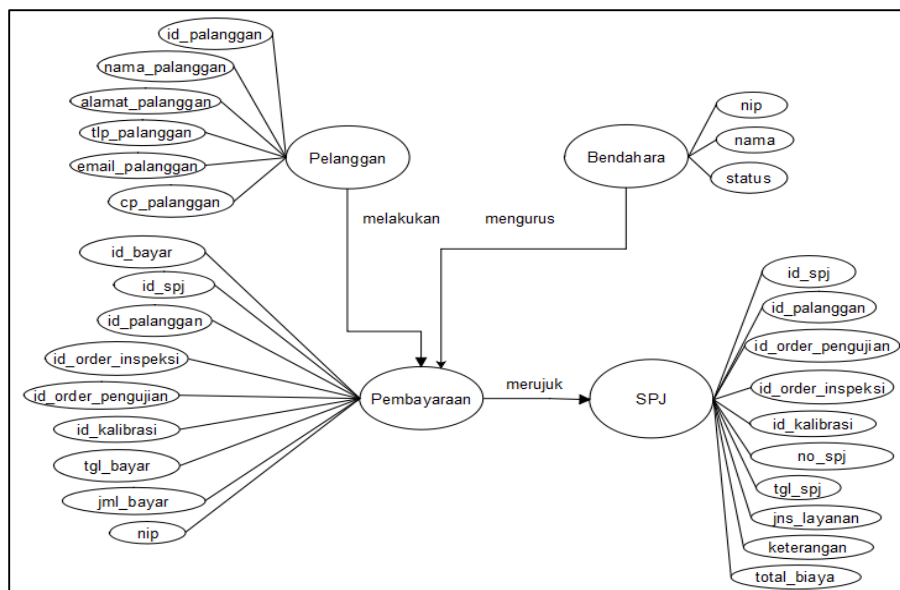 id_palanggan
nama_palanggan
alamat_palanggan
tlp_palanggan
email_palanggan
cp_palanggan
Pelanggan
Bendahara
nip
nama
status
melakukan
mengurus
id_bayar
id_spj
id_palanggan
id_order_inspeksi
id_order_pengujian
id_kalibrasi
tgl_bayar
jml_bayar
nip
Pembayaraan
merujuk
SPJ
id_spj
id_palanggan
id_order_pengujian
id_order_inspeksi
id_kalibrasi
no_spj
tgl_spj
jns_layanan
keterangan
total_biaya